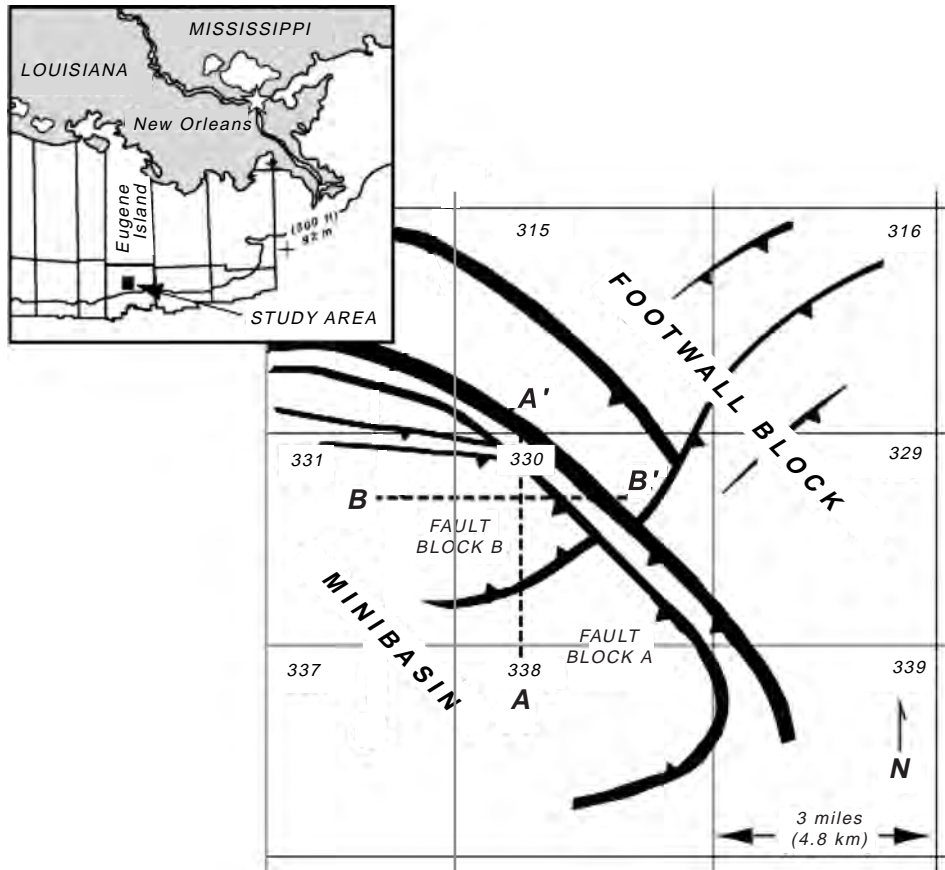 MISSISSIPPI
LOUISIANA
New Orleans
Eugene
Island
(300 ft)
92 m
STUDY AREA
315
316
FOOTWALL BLOCK
A'
331
330
329
B
B'
FAULT
BLOCK B
MINIBASIN
FAULT
BLOCK A
337
338
339
A
N
3 miles
(4.8 km)